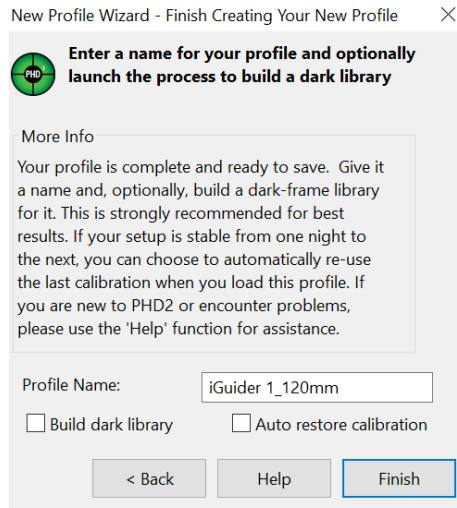 New Profile Wizard - Finish Creating Your New Profile
PHD2
Enter a name for your profile and optionally
launch the process to build a dark library
More Info
Your profile is complete and ready to save.  Give it
a name and, optionally, build a dark-frame library
for it. This is strongly recommended for best
results. If your setup is stable from one night to
the next, you can choose to automatically re-use
the last calibration when you load this profile. If
you are new to PHD2 or encounter problems,
please use the 'Help' function for assistance.
Profile Name:
iGuider 1_120mm
Build dark library
Auto restore calibration
< Back
Help
Finish